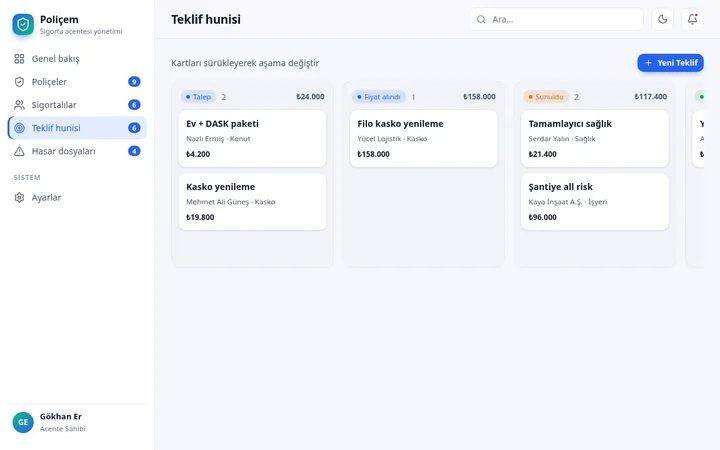 Poliçem
Sigorta acentesi yönetimi
Genel bakış
Poliçeler 9
Sigortalılar 6
Teklif hunisi 6
Hasar dosyaları 4
SİSTEM
Ayarlar
GE
Gökhan Er
Acente Sahibi
Teklif hunisi
Ara...
Kartları sürükleyerek aşama değiştir
Yeni Teklif
Talep 2 ₺24.000
Ev + DASK paketi
Nazlı Ermiş · Konut
₺4.200
Kasko yenileme
Mehmet Ali Güneş · Kasko
₺19.800
Fiyat alındı 1 ₺158.000
Filo kasko yenileme
Yücel Lojistik · Kasko
₺158.000
Sunuldu 2 ₺117.400
Tamamlayıcı sağlık
Serdar Yalın · Sağlık
₺21.400
Şantiye all risk
Kaya İnşaat A.Ş. · İşyeri
₺96.000